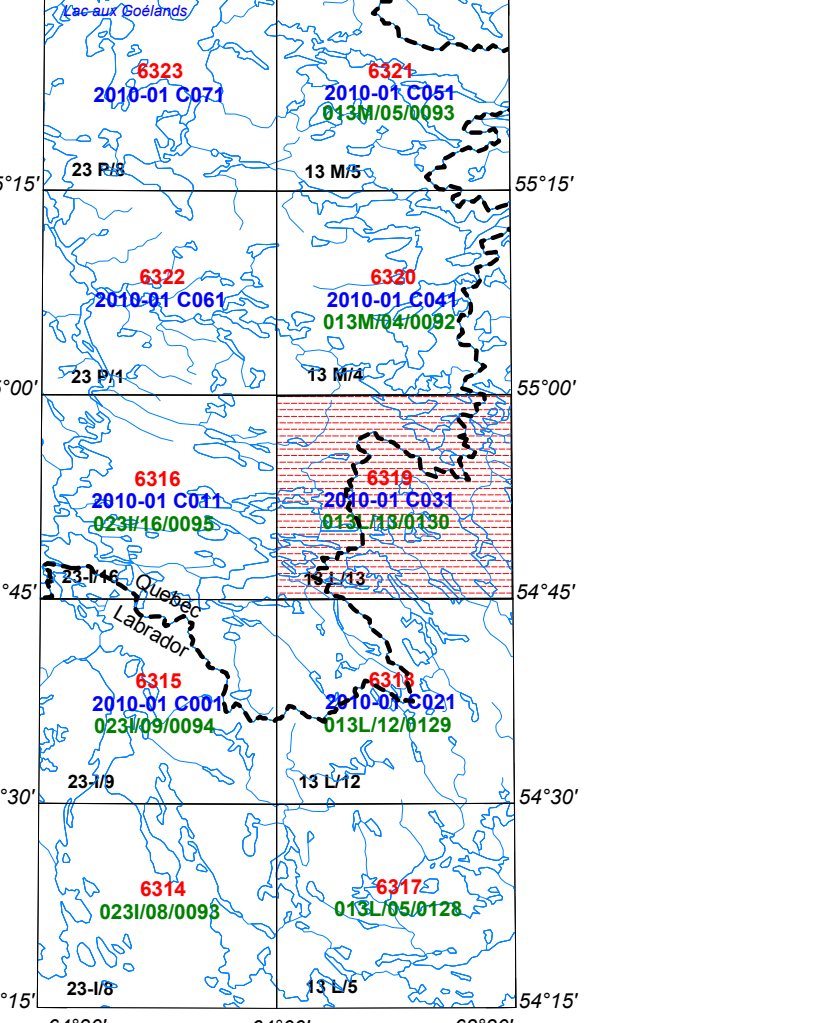 Lac aux Goélands
6323
2010-01 C071
23 P/8
6321
2010-01 C051
013M/05/0093
13 M/5
5°15'
55°15'
6322
2010-01 C061
23 P/1
6320
2010-01 C041
013M/04/0092
13 M/4
5°00'
55°00'
6316
2010-01 C011
023I/16/0095
23-I/16
6319
2010-01 C031
013L/13/0130
13 L/13
°45'
54°45'
Quebec
Labrador
6315
2010-01 C001
023I/09/0094
23-I/9
6318
2010-01 C021
013L/12/0129
13 L/12
°30'
54°30'
6314
023I/08/0093
23-I/8
6317
013L/05/0128
13 L/5
°15'
54°15'